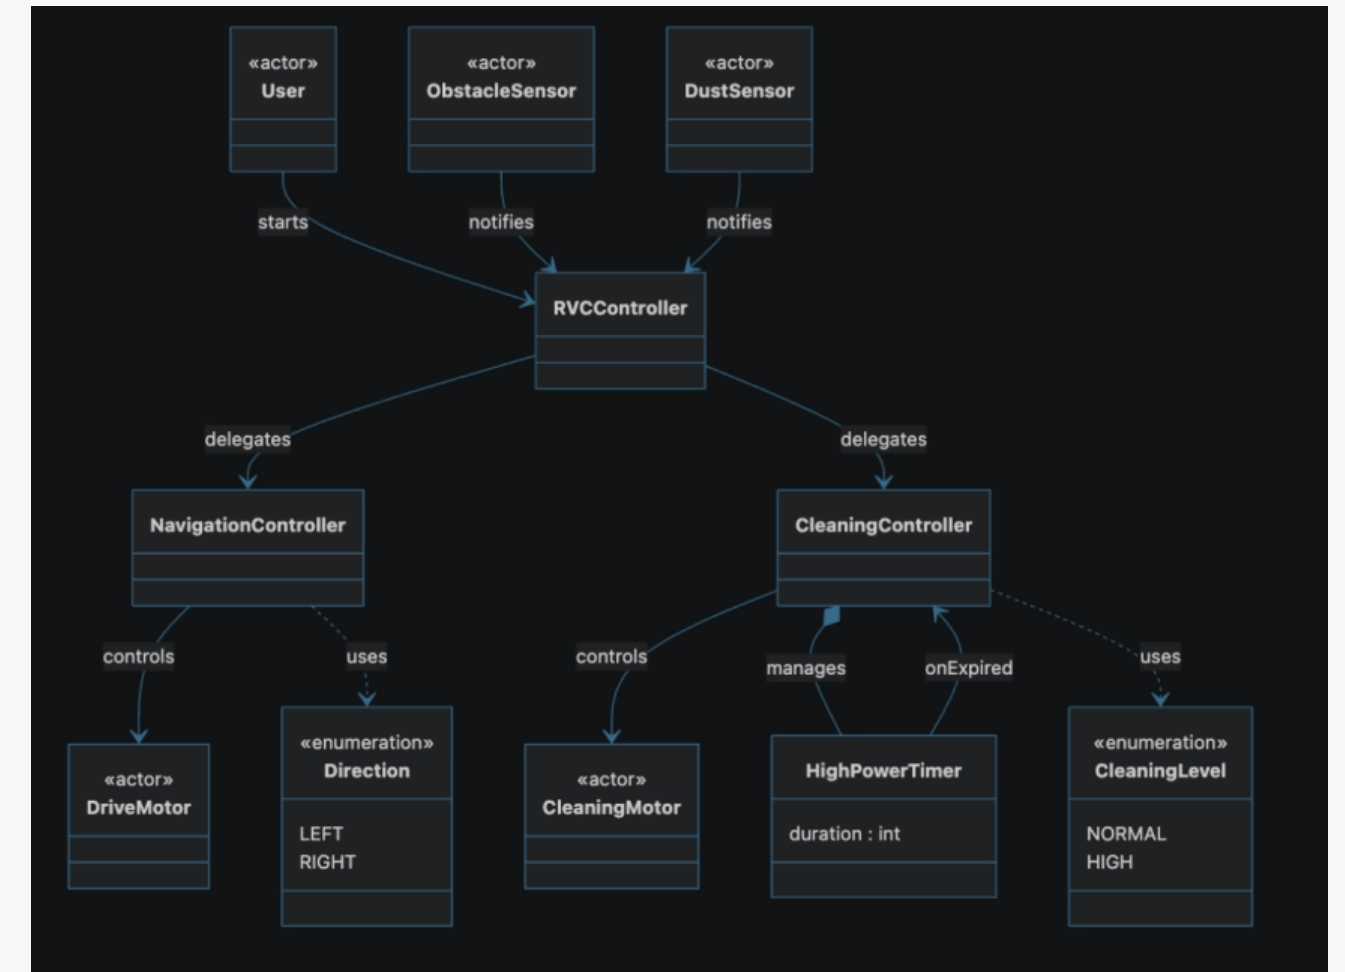 «actor»
User
«actor»
ObstacleSensor
«actor»
DustSensor
starts
notifies
notifies
RVCController
delegates
delegates
NavigationController
CleaningController
controls
uses
controls
manages
onExpired
uses
«actor»
DriveMotor
«enumeration»
Direction
LEFT
RIGHT
«actor»
CleaningMotor
HighPowerTimer
duration : int
«enumeration»
CleaningLevel
NORMAL
HIGH